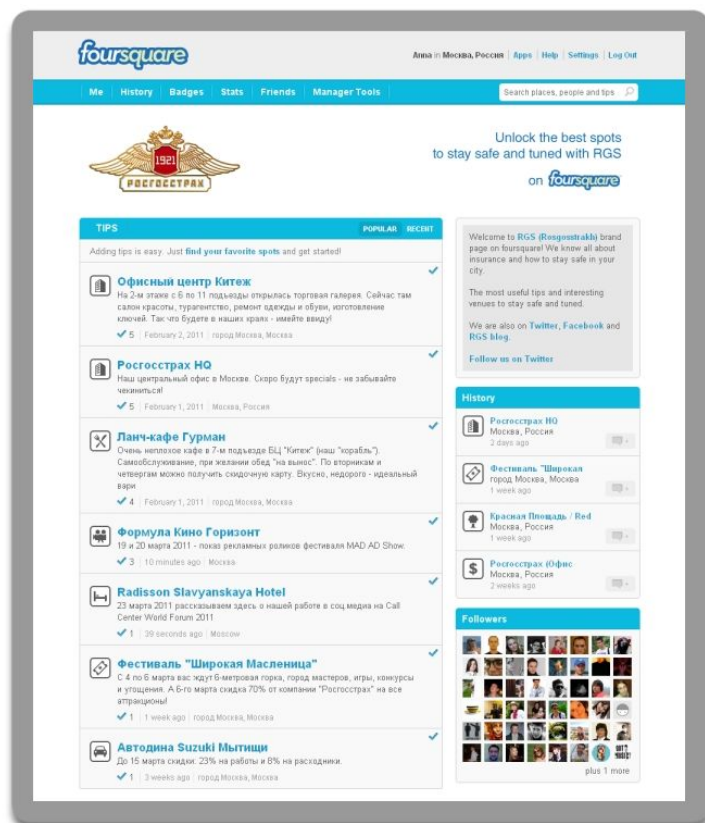 foursquare
Anna in Москва, Россия | Apps | Help | Settings | Log Out
Me History Badges Stats Friends Manager Tools
Search places, people and tips
1921
РОСГОССТРАХ
Unlock the best spots
to stay safe and tuned with RGS
on foursquare
TIPS POPULAR RECENT
Adding tips is easy. Just find your favorite spots and get started!
Офисный центр Китеж
На 2-м этаже с 6 по 11 подъезды открылась торговая галерея. Сейчас там
салон красоты, турагентство, ремонт одежды и обуви, изготовление
ключей. Так что будете в наших краях - имейте ввиду!
5 | February 2, 2011 | город Москва, Москва
Росгосстрах HQ
Наш центральный офис в Москве. Скоро будут specials - не забывайте
чекиниться!
5 | February 1, 2011 | Москва, Россия
Ланч-кафе Гурман
Очень неплохое кафе в 7-м подъезде БЦ "Китеж" (наш "корабль").
Самообслуживание, при желании обед "на вынос". По вторникам и
четвергам можно получить скидочную карту. Вкусно, недорого - идеальный
вари
4 | February 1, 2011 | город Москва, Москва
Формула Кино Горизонт
19 и 20 марта 2011 - показ рекламных роликов фестиваля MAD AD Show.
3 | 10 minutes ago | Москва
Radisson Slavyanskaya Hotel
23 марта 2011 рассказываем здесь о нашей работе в соц.медиа на Call
Center World Forum 2011
1 | 39 seconds ago | Moscow
Фестиваль "Широкая Масленица"
С 4 по 6 марта вас ждут 6-метровая горка, город мастеров, игры, конкурсы
и угощения. А 6-го марта скидка 70% от компании "Росгосстрах" на все
аттракционы!
1 | 1 week ago | город Москва, Москва
Автодина Suzuki Мытищи
До 15 марта скидки: 23% на работы и 8% на расходники.
1 | 3 weeks ago | город Москва, Москва
Welcome to RGS (Rosgosstrakh) brand
page on foursquare! We know all about
insurance and how to stay safe in your
city.
The most useful tips and interesting
venues to stay safe and tuned.
We are also on Twitter, Facebook and
RGS blog.
Follow us on Twitter
History
Росгосстрах HQ
Москва, Россия
2 days ago
Фестиваль "Широкая
город Москва, Москва
1 week ago
Красная Площадь / Red
Москва, Россия
1 week ago
Росгосстрах (Офис
Москва, Россия
2 weeks ago
Followers
plus 1 more